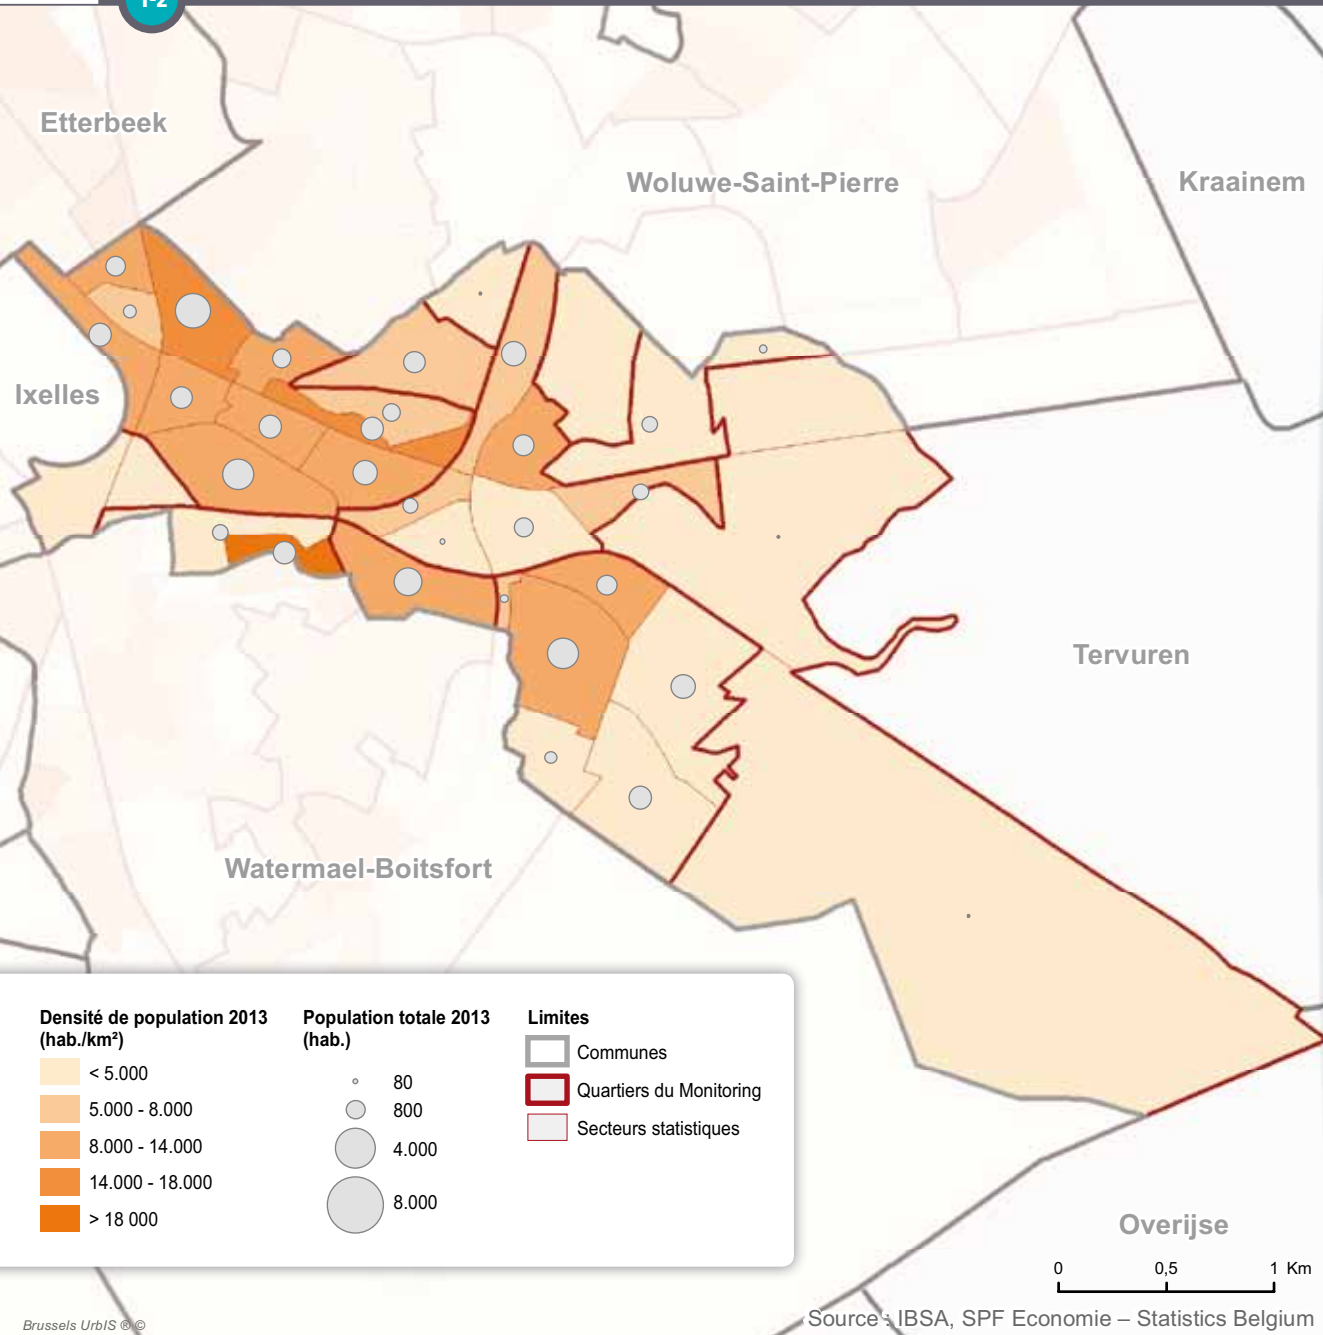 1-2
Etterbeek
Woluwe-Saint-Pierre
Kraainem
Ixelles
Tervuren
Watermael-Boitsfort
Densité de population 2013
(hab./km²)
< 5.000
5.000 - 8.000
8.000 - 14.000
14.000 - 18.000
> 18 000
Population totale 2013
(hab.)
80
800
4.000
8.000
Limites
Communes
Quartiers du Monitoring
Secteurs statistiques
Overijse
0 0,5 1 Km
Source : IBSA, SPF Economie – Statistics Belgium
Brussels UrbIS ® ©